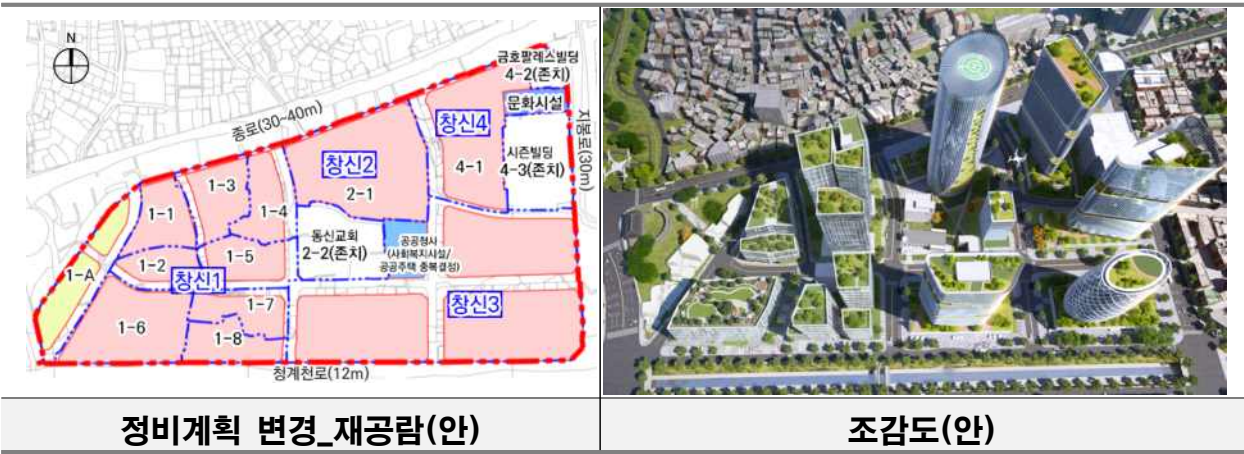 N
금호팔레스빌딩
4-2(존치)
문화시설
종로(30~40m)
지봉로(30m)
창신4
창신2
시즌빌딩
4-1
4-3(존치)
1-3
2-1
1-1
1-4
동신교회
2-2(존치)
공공청사
(사회복지시설/
공공주택 중복결정)
1-5
1-2
1-A
창신1
창신3
1-7
1-6
1-8
청계천로(12m)
정비계획 변경_재공람(안)
조감도(안)